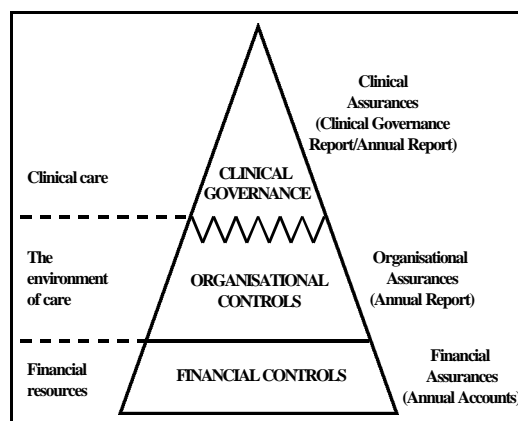 Clinical
Assurances
(Clinical Governance
Report/Annual Report)
Clinical care
CLINICAL
GOVERNANCE
The
environment
of care
ORGANISATIONAL
CONTROLS
Organisational
Assurances
(Annual Report)
Financial
resources
FINANCIAL CONTROLS
Financial
Assurances
(Annual Accounts)